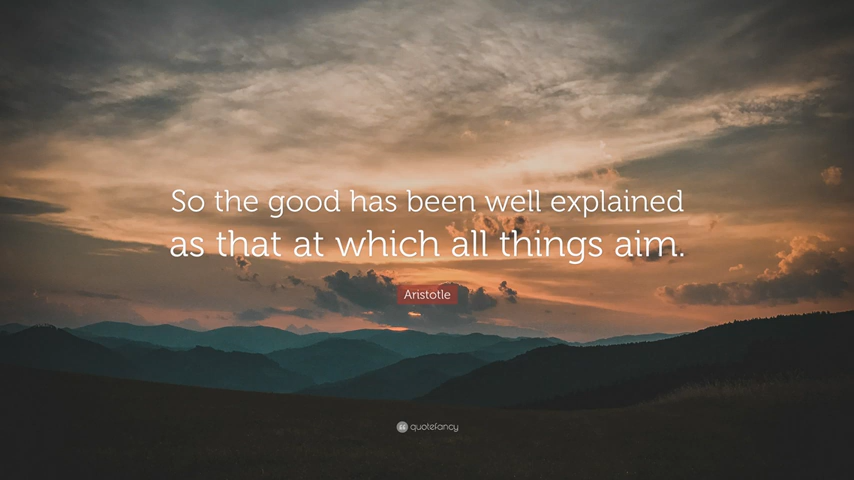 So the good has been well explained
as that at which all things aim.
Aristotle
quotefancy